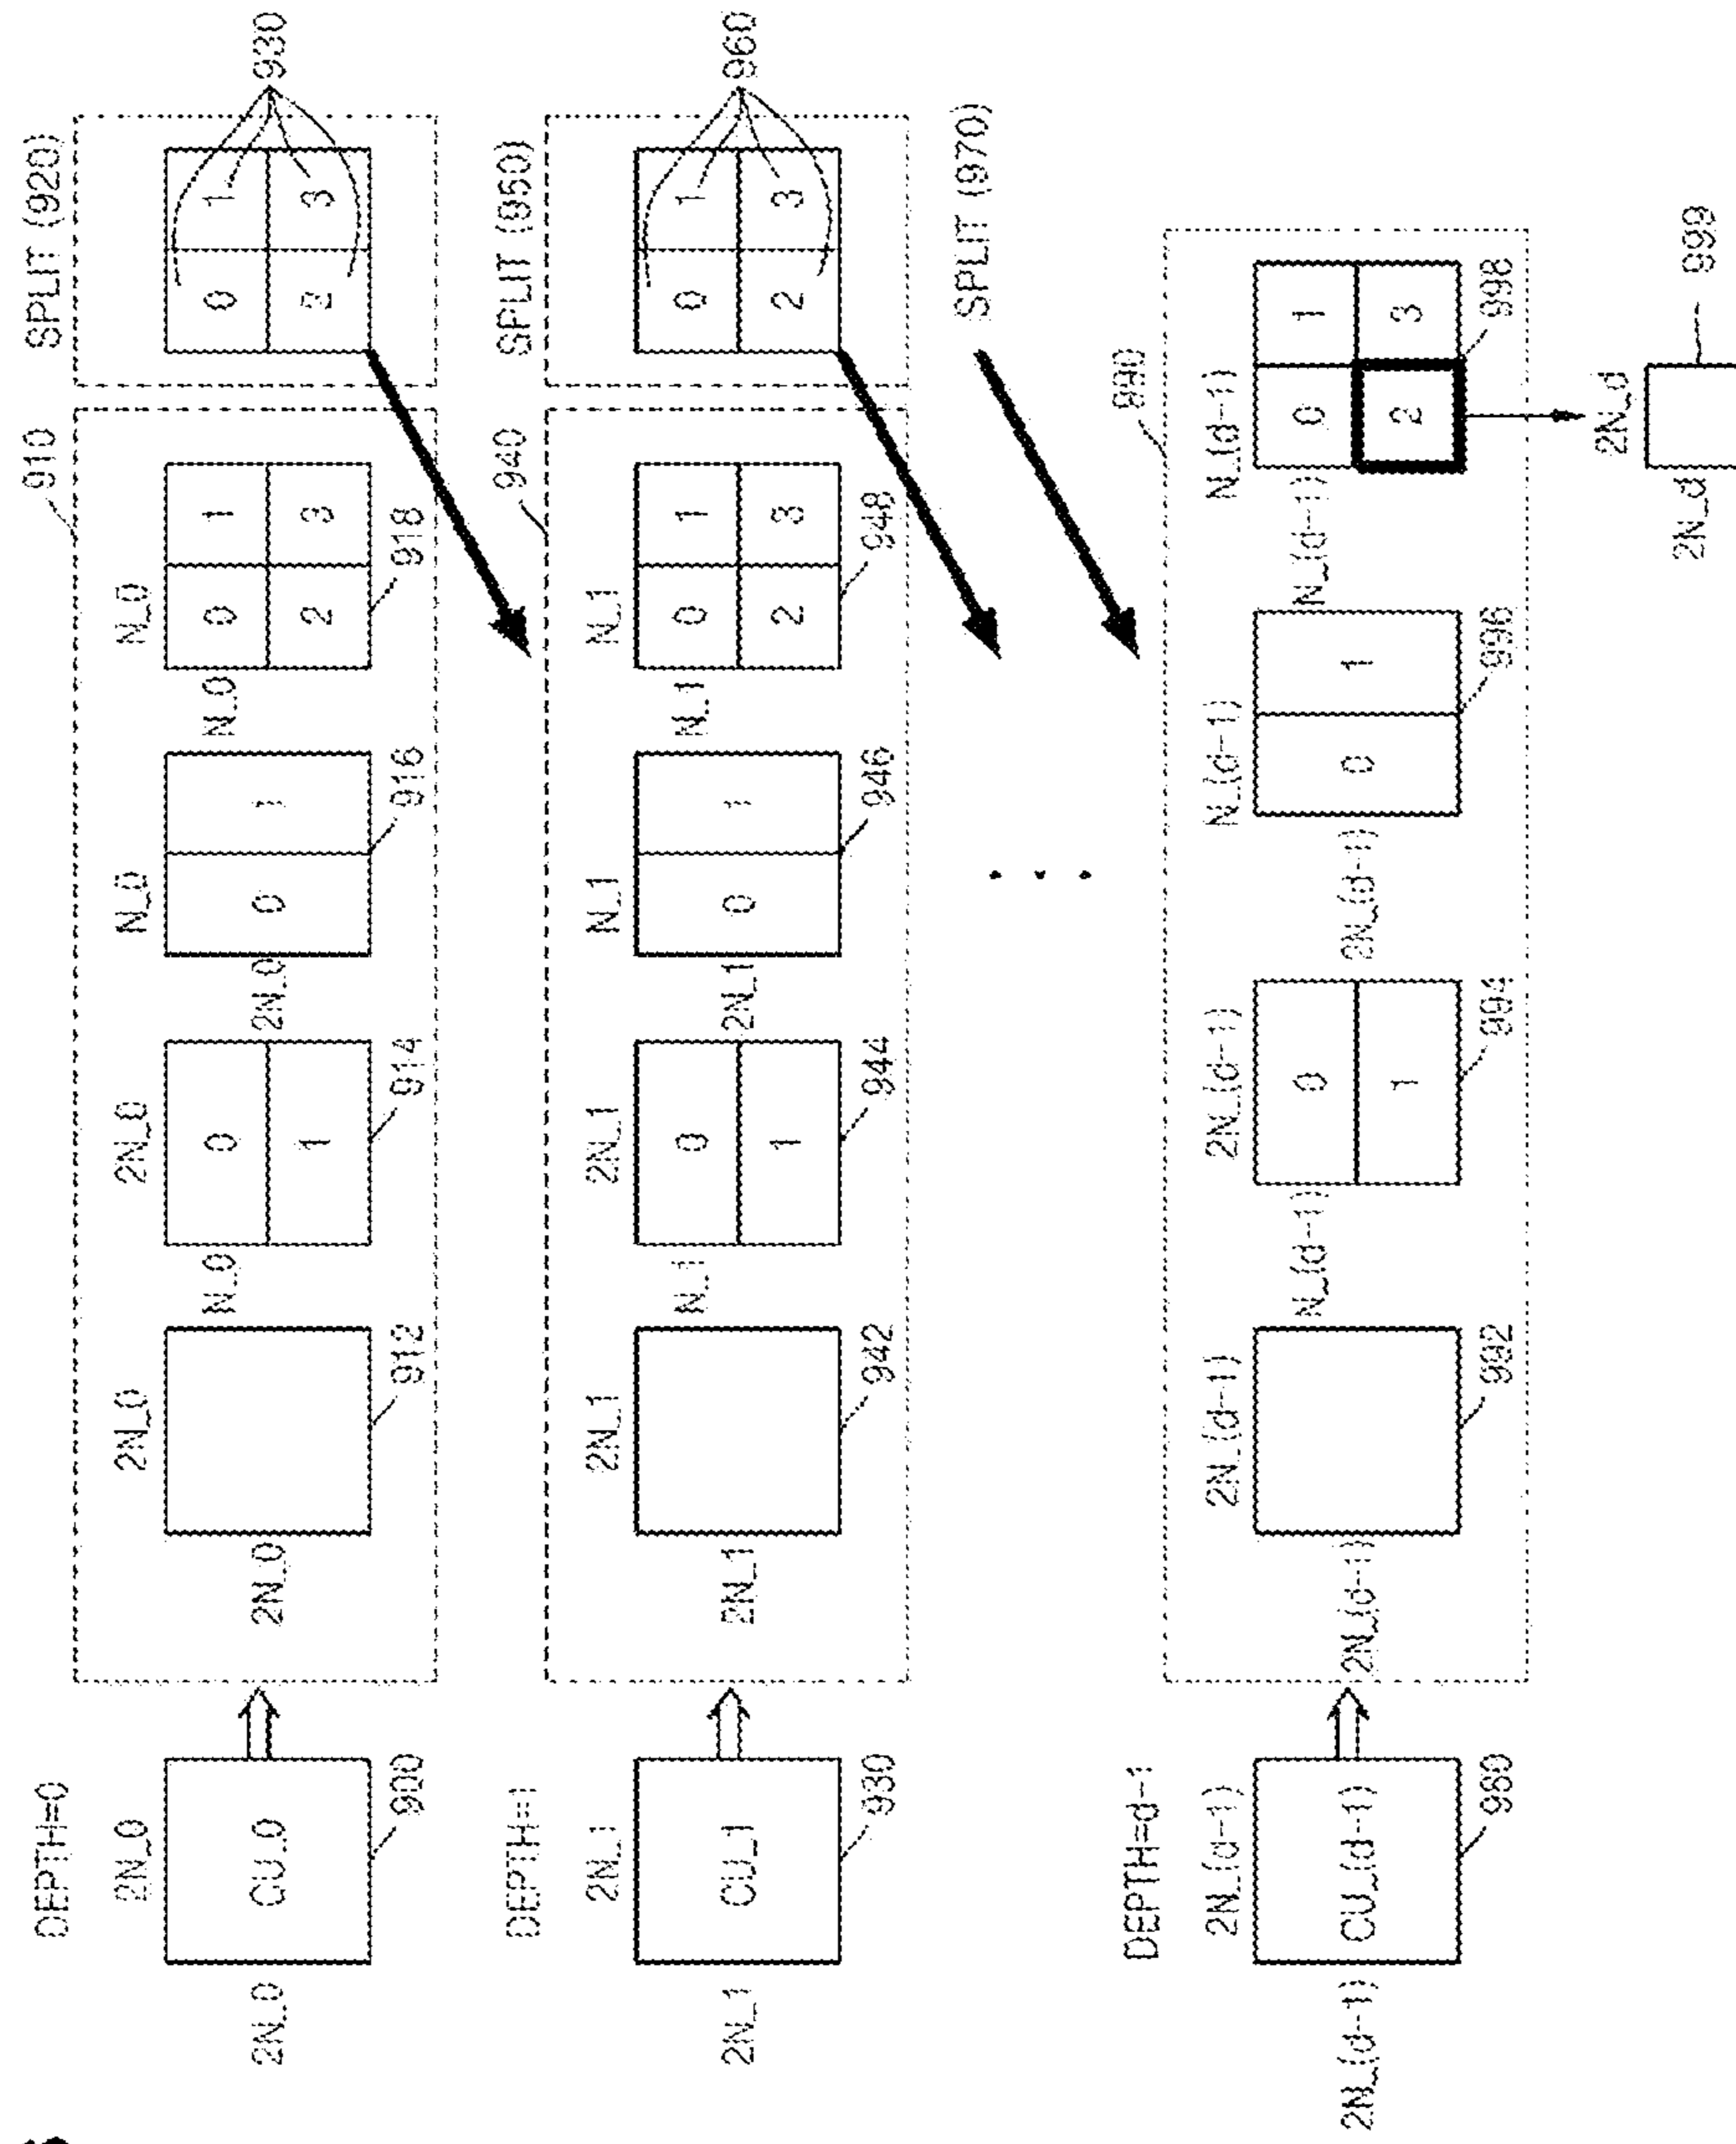 DEPTH=0
2N_0
2N_0
CU_0
900
910
2N_0
2N_0
912
2N_0
N_0
0
1
914
N_0
2N_0
0
1
916
N_0
N_0
0
1
2
3
918
SPLIT (920)
0
1
2
3
930
DEPTH=1
2N_1
2N_1
CU_1
930
940
2N_1
2N_1
942
2N_1
N_1
0
1
944
N_1
2N_1
0
1
946
N_1
N_1
0
1
2
3
948
SPLIT (950)
0
1
2
3
960
SPLIT (970)
DEPTH=d-1
2N_(d-1)
2N_(d-1)
CU_(d-1)
980
990
2N_(d-1)
2N_(d-1)
992
2N_(d-1)
N_(d-1)
0
1
994
N_(d-1)
2N_(d-1)
0
1
996
N_(d-1)
N_(d-1)
0
1
2
3
998
2N_d
2N_d
999